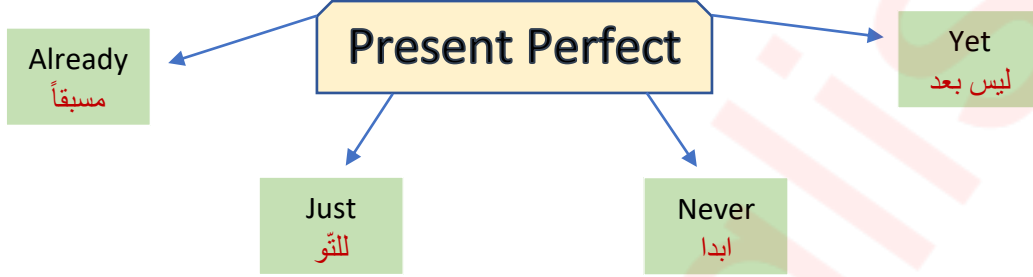 Present Perfect
Already
مسبقاً
Just
للتّو
Never
ابدا
Yet
ليس بعد